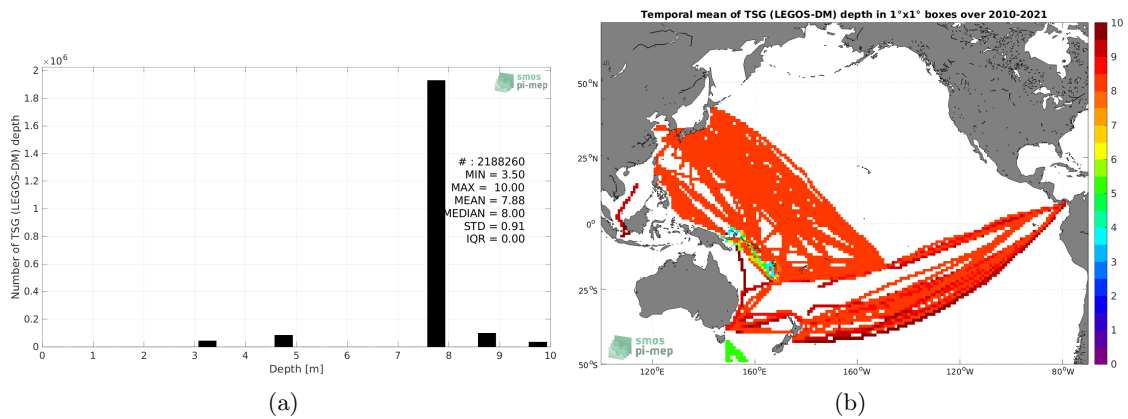 ×10⁶
2
1.8
1.6
1.4
1.2
1
0.8
0.6
0.4
0.2
0
Number of TSG (LEGOS-DM) depth
smos
pi-mep
# : 2188260
MIN = 3.50
MAX = 10.00
MEAN = 7.88
MEDIAN = 8.00
STD = 0.91
IQR = 0.00
0 1 2 3 4 5 6 7 8 9 10
Depth [m]
(a)
Temporal mean of TSG (LEGOS-DM) depth in 1°x1° boxes over 2010-2021
50°N
25°N
0°
25°S
50°S
smos
pi-mep
120°E 160°E 160°W 120°W 80°W
10
9
8
7
6
5
4
3
2
1
0
(b)